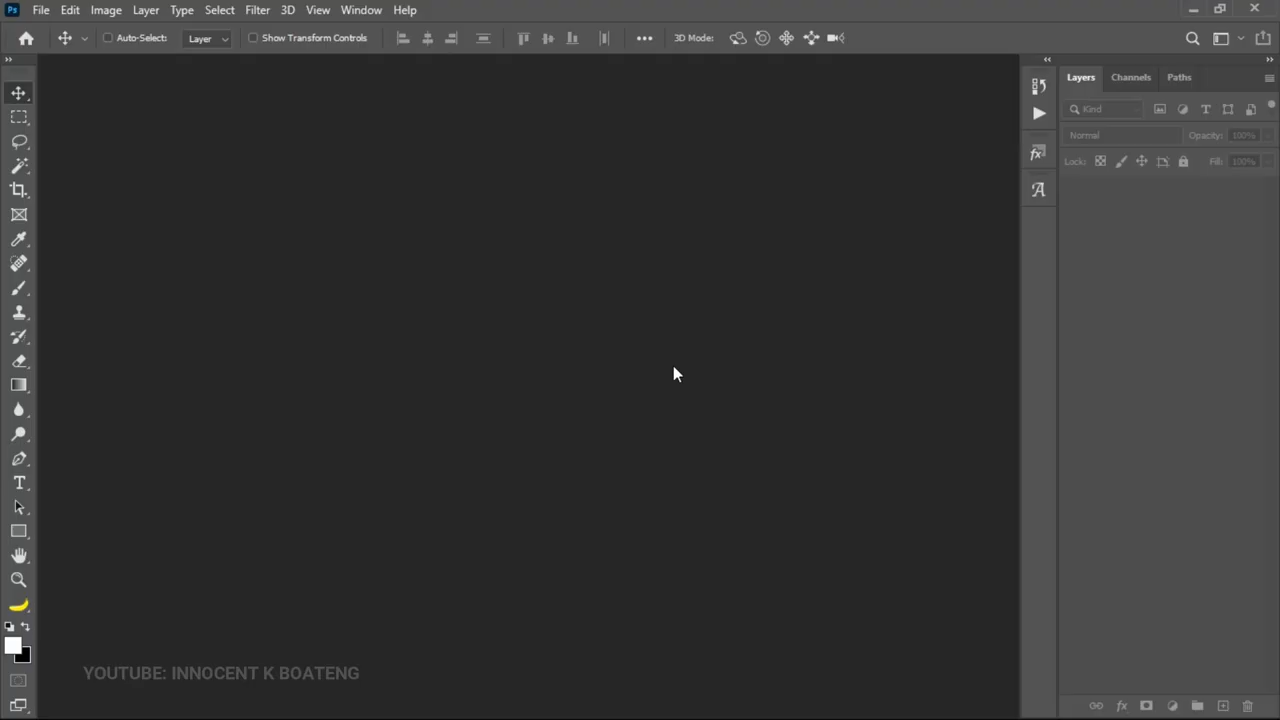 Ps File Edit Image Layer Type Select Filter 3D View Window Help
Auto-Select: Layer Show Transform Controls 3D Mode:
Layers Channels Paths
Kind
Normal Opacity: 100%
Lock: Fill: 100%
YOUTUBE: INNOCENT K BOATENG